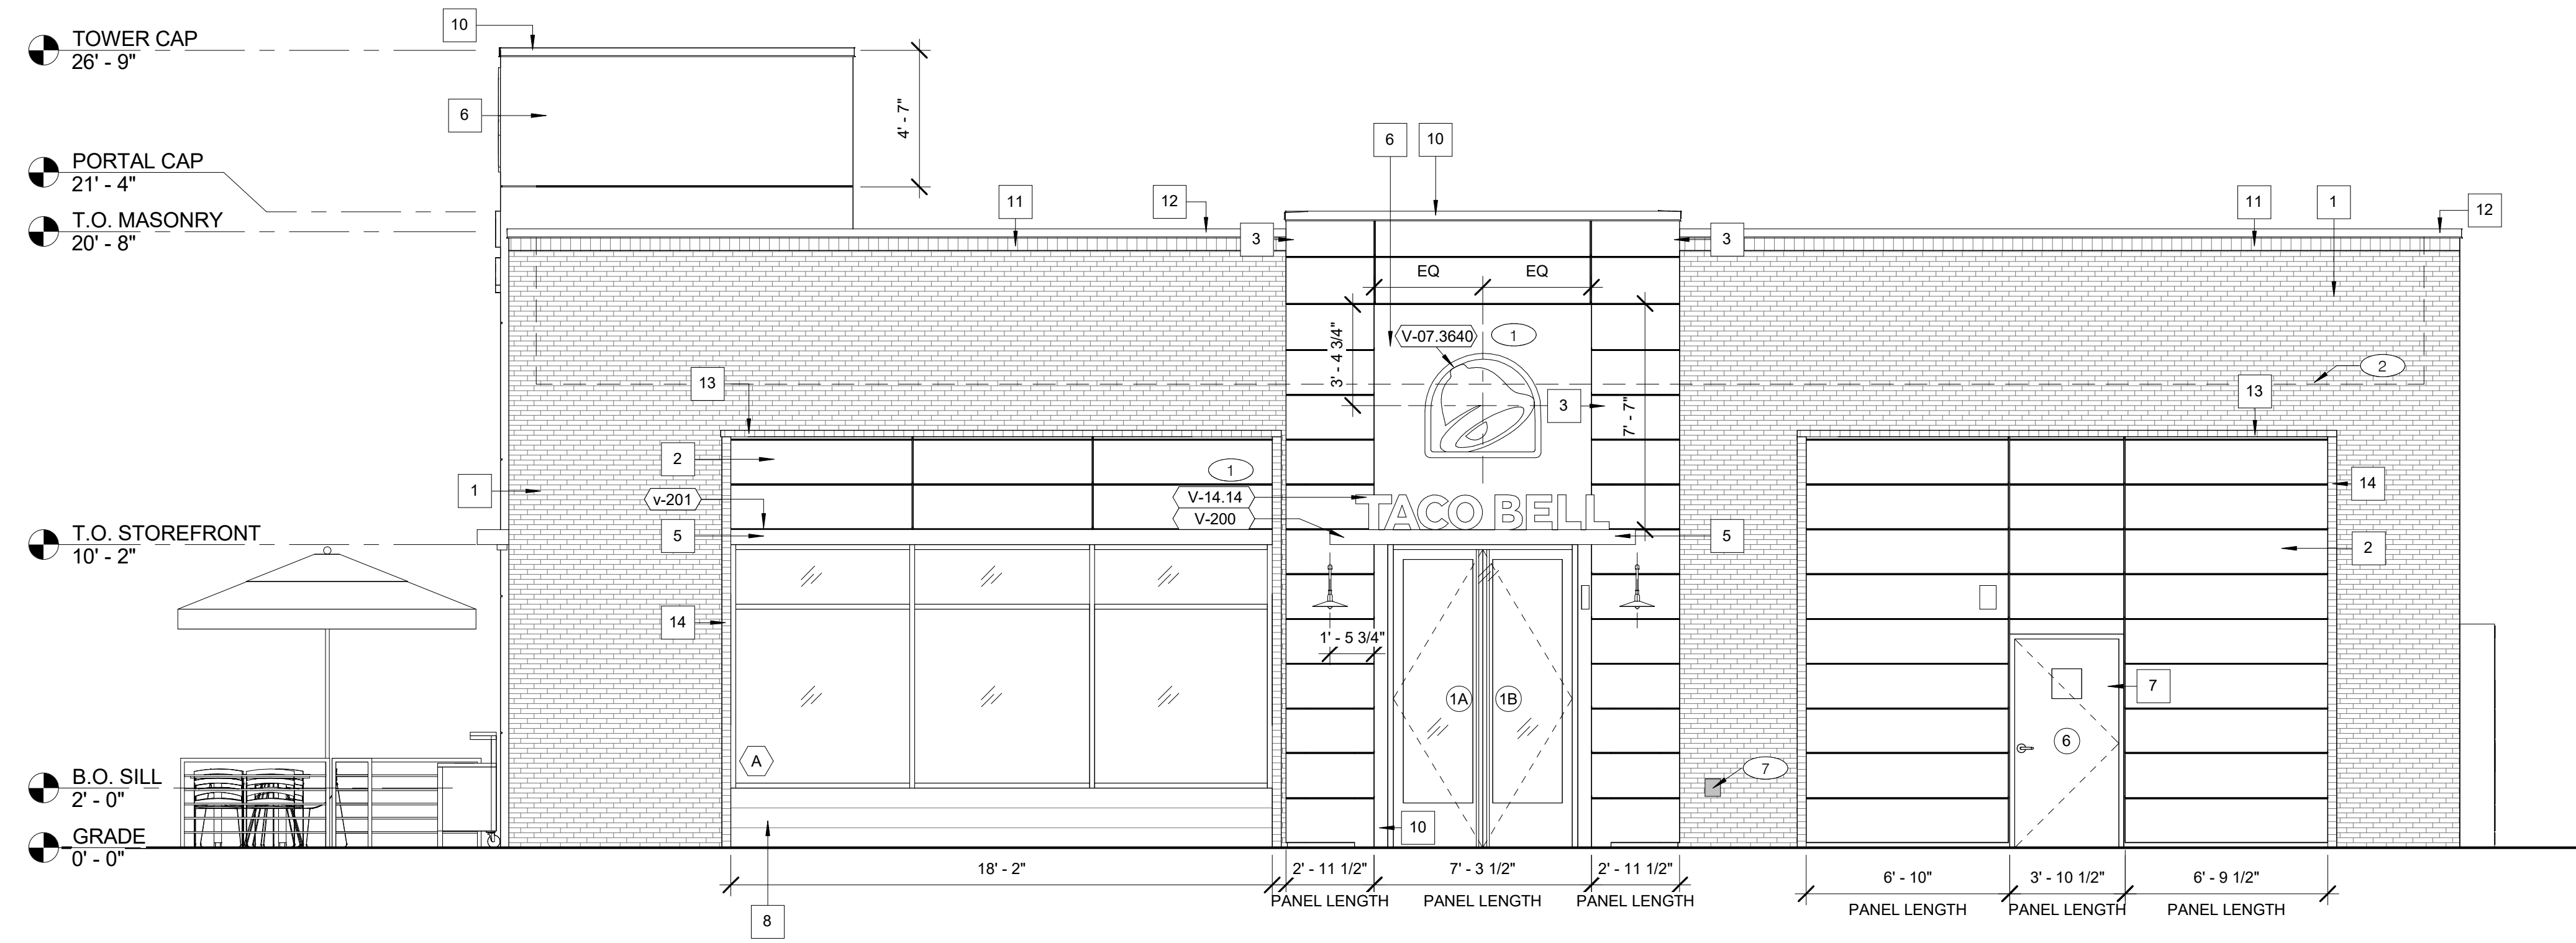 10
TOWER CAP
26' - 9"
6
4' - 7"
PORTAL CAP
21' - 4"
6
10
T.O. MASONRY
20' - 8"
11
12
11
1
12
3
3
EQ
EQ
V-07.3640
1
3' - 4 3/4"
13
3
7' - 7"
2
13
2
1
1
v-201
V-14.14
V-200
TACO BELL
14
5
5
2
T.O. STOREFRONT
10' - 2"
14
1' - 5 3/4"
1A
1B
7
6
A
7
B.O. SILL
2' - 0"
10
GRADE
0' - 0"
18' - 2"
2' - 11 1/2"
7' - 3 1/2"
2' - 11 1/2"
6' - 10"
3' - 10 1/2"
6' - 9 1/2"
PANEL LENGTH
PANEL LENGTH
PANEL LENGTH
PANEL LENGTH
PANEL LENGTH
PANEL LENGTH
8